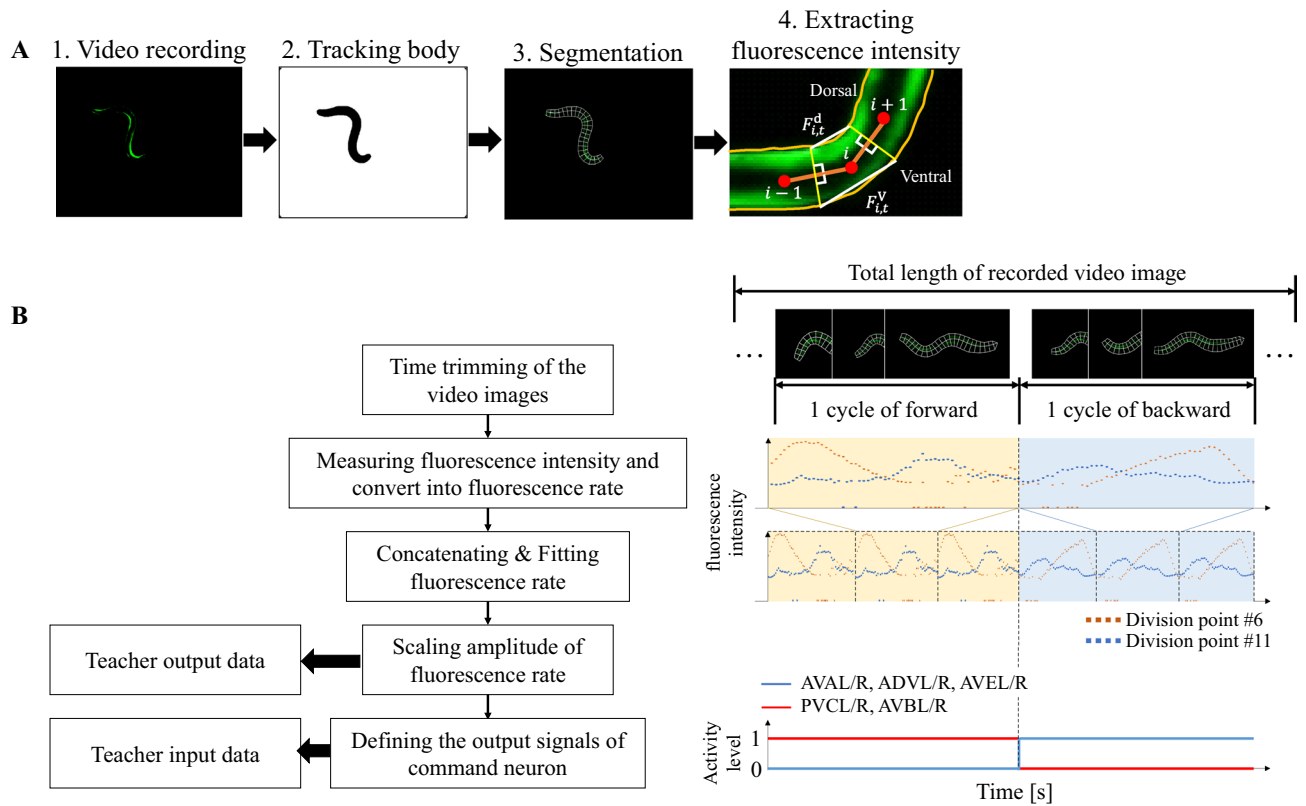 A
1. Video recording
2. Tracking body
3. Segmentation
4. Extracting
fluorescence intensity
Dorsal
i + 1
F^d_{i,t}
i
Ventral
i − 1
F^V_{i,t}
B
Total length of recorded video image
...
...
1 cycle of forward
1 cycle of backward
Time trimming of the
video images
Measuring fluorescence intensity and
convert into fluorescence rate
Concatenating & Fitting
fluorescence rate
Scaling amplitude of
fluorescence rate
Teacher output data
Defining the output signals of
command neuron
Teacher input data
fluorescence
intensity
Division point #6
Division point #11
AVAL/R, ADVL/R, AVEL/R
PVCL/R, AVBL/R
Activity
level
1
0
Time [s]